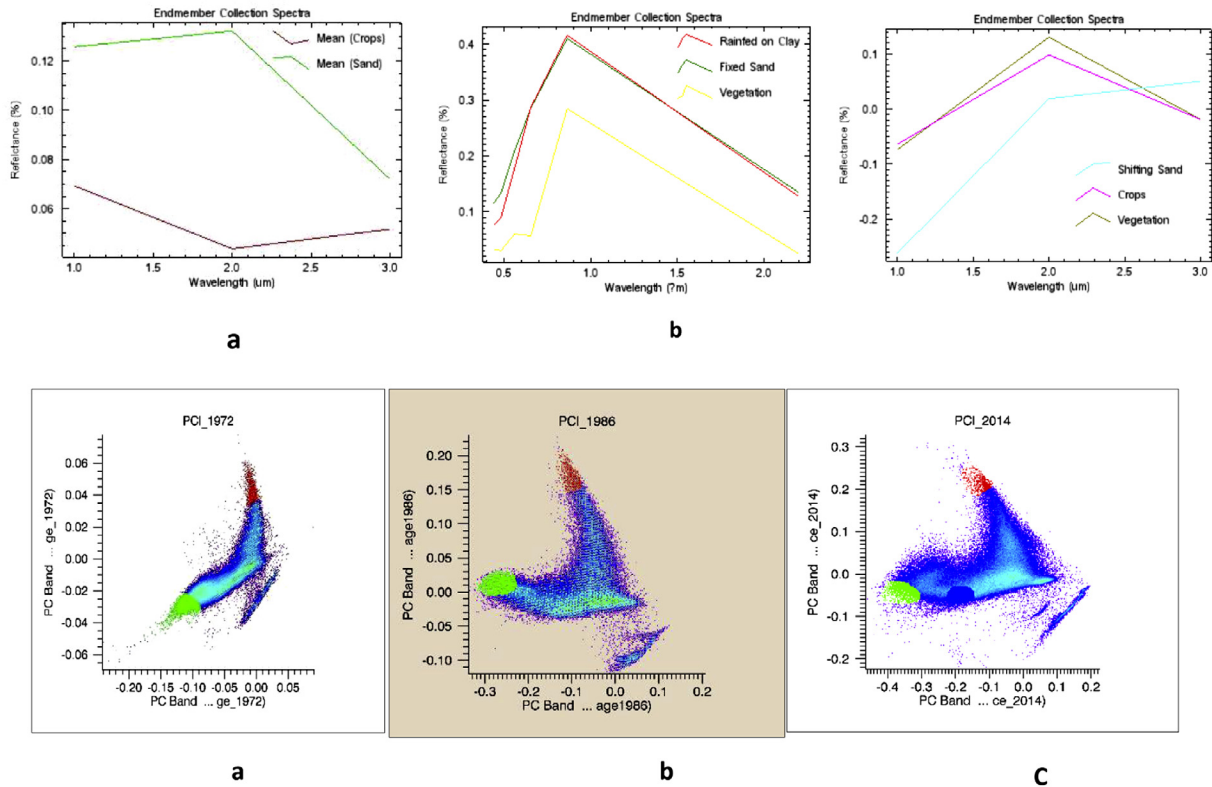 Endmember Collection Spectra
Mean (Crops)
Mean (Sand)
0.12
0.10
0.08
0.06
Refelctance (%)
1.0 1.5 2.0 2.5 3.0
Wavelength (um)
a
Endmember Collection Spectra
Rainfed on Clay
Fixed Sand
Vegetation
0.4
0.3
0.2
0.1
Reflectance (%)
0.5 1.0 1.5 2.0
Wavelength (?m)
b
Endmember Collection Spectra
0.1
0.0
-0.1
-0.2
Reflectance (%)
Shifting Sand
Crops
Vegetation
1.0 1.5 2.0 2.5 3.0
Wavelength (um)
PCI_1972
0.06
0.04
0.02
0.00
-0.02
-0.04
-0.06
PC Band ... ge_1972)
-0.20 -0.15 -0.10 -0.05 0.00 0.05
PC Band ... ge_1972)
a
PCI_1986
0.20
0.15
0.10
0.05
0.00
-0.05
-0.10
PC Band ... age1986)
-0.3 -0.2 -0.1 0.0 0.1 0.2
PC Band ... age1986)
b
PCI_2014
0.3
0.2
0.1
0.0
-0.1
-0.2
PC Band ... ce_2014)
-0.4 -0.3 -0.2 -0.1 0.0 0.1 0.2
PC Band ... ce_2014)
C